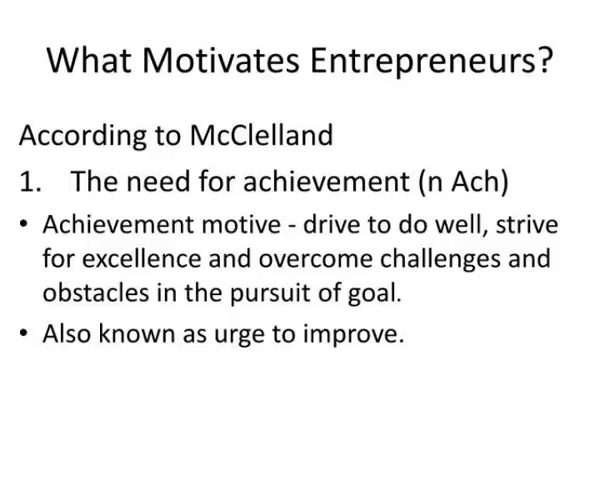 What Motivates Entrepreneurs?
According to McClelland
1. The need for achievement (n Ach)
• Achievement motive - drive to do well, strive
for excellence and overcome challenges and
obstacles in the pursuit of goal.
• Also known as urge to improve.